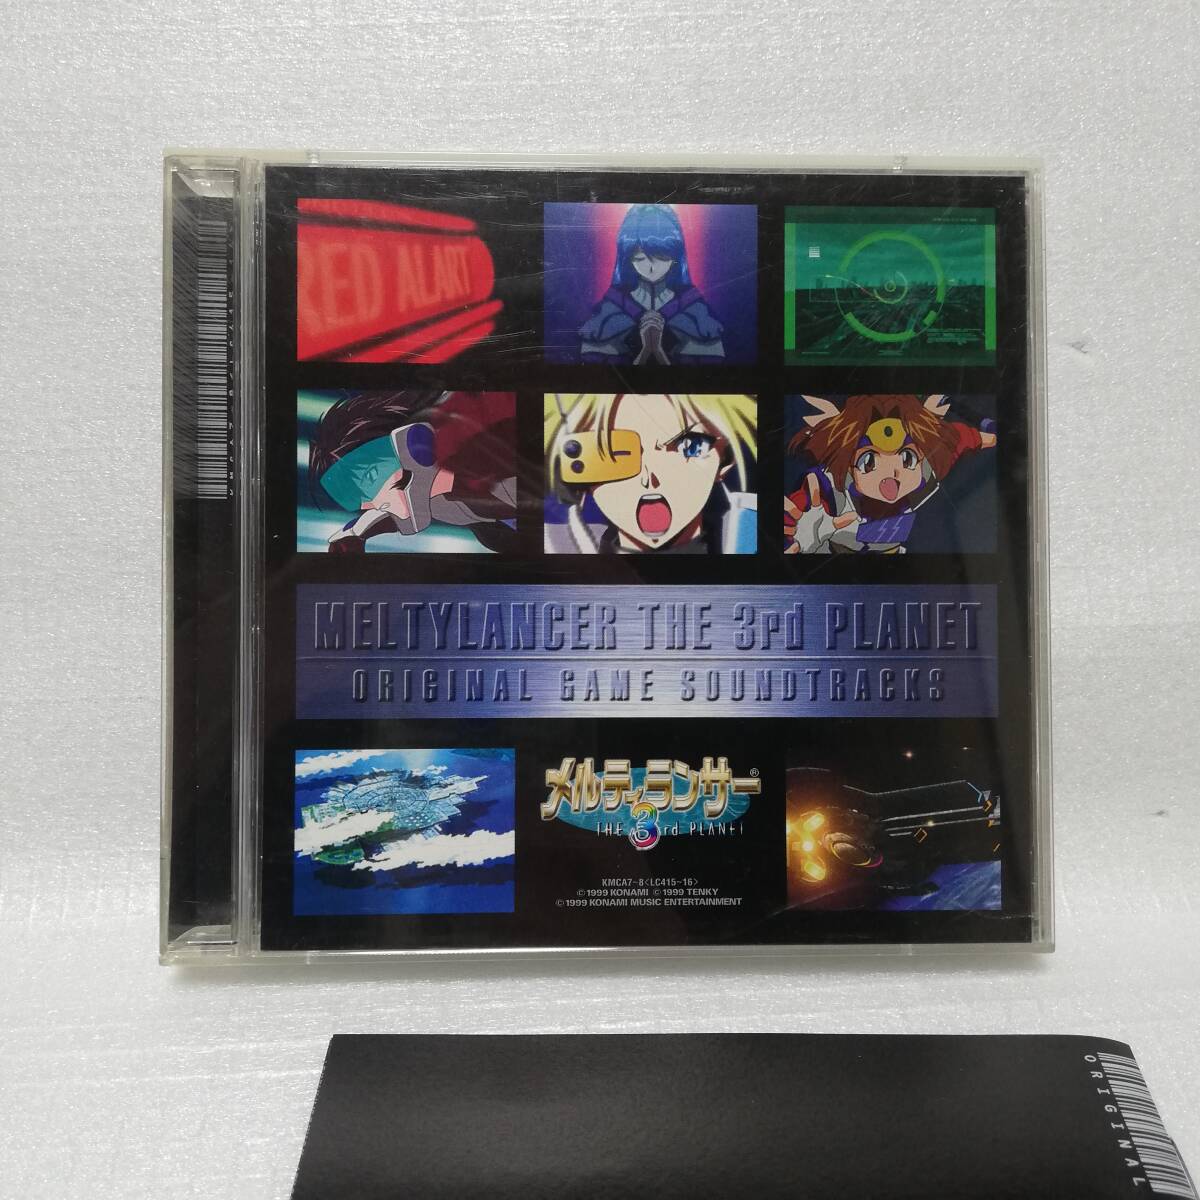 RED ALART
MELTYLANCER THE 3rd PLANET
ORIGINAL GAME SOUNDTRACKS
メルティランサー®
THE 3rd PLANET
KMCA7~8<LC415~16>
©1999 KONAMI ©1999 TENKY
©1999 KONAMI MUSIC ENTERTAINMENT
ORIGINAL